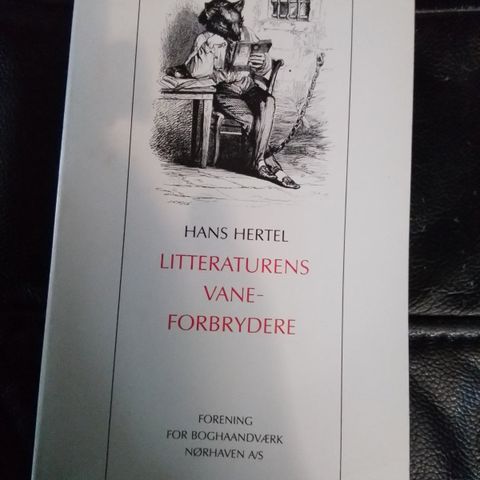 HANS HERTEL
LITTERATURENS
VANE-
FORBRYDERE
FORENING
FOR BOGHAANDVÆRK
NØRHAVEN A/S